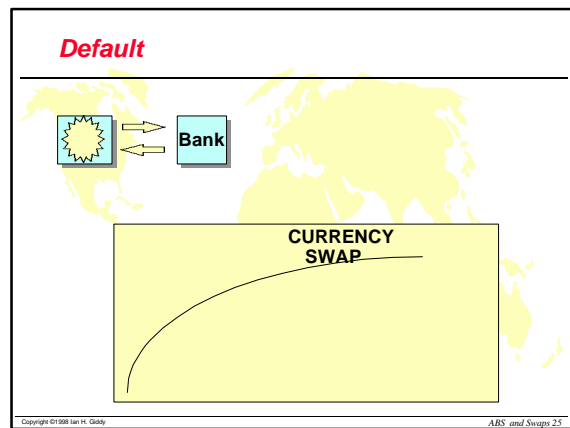 Default
Bank
CURRENCY
SWAP
Copyright ©1998 Ian H. Giddy
ABS and Swaps 25